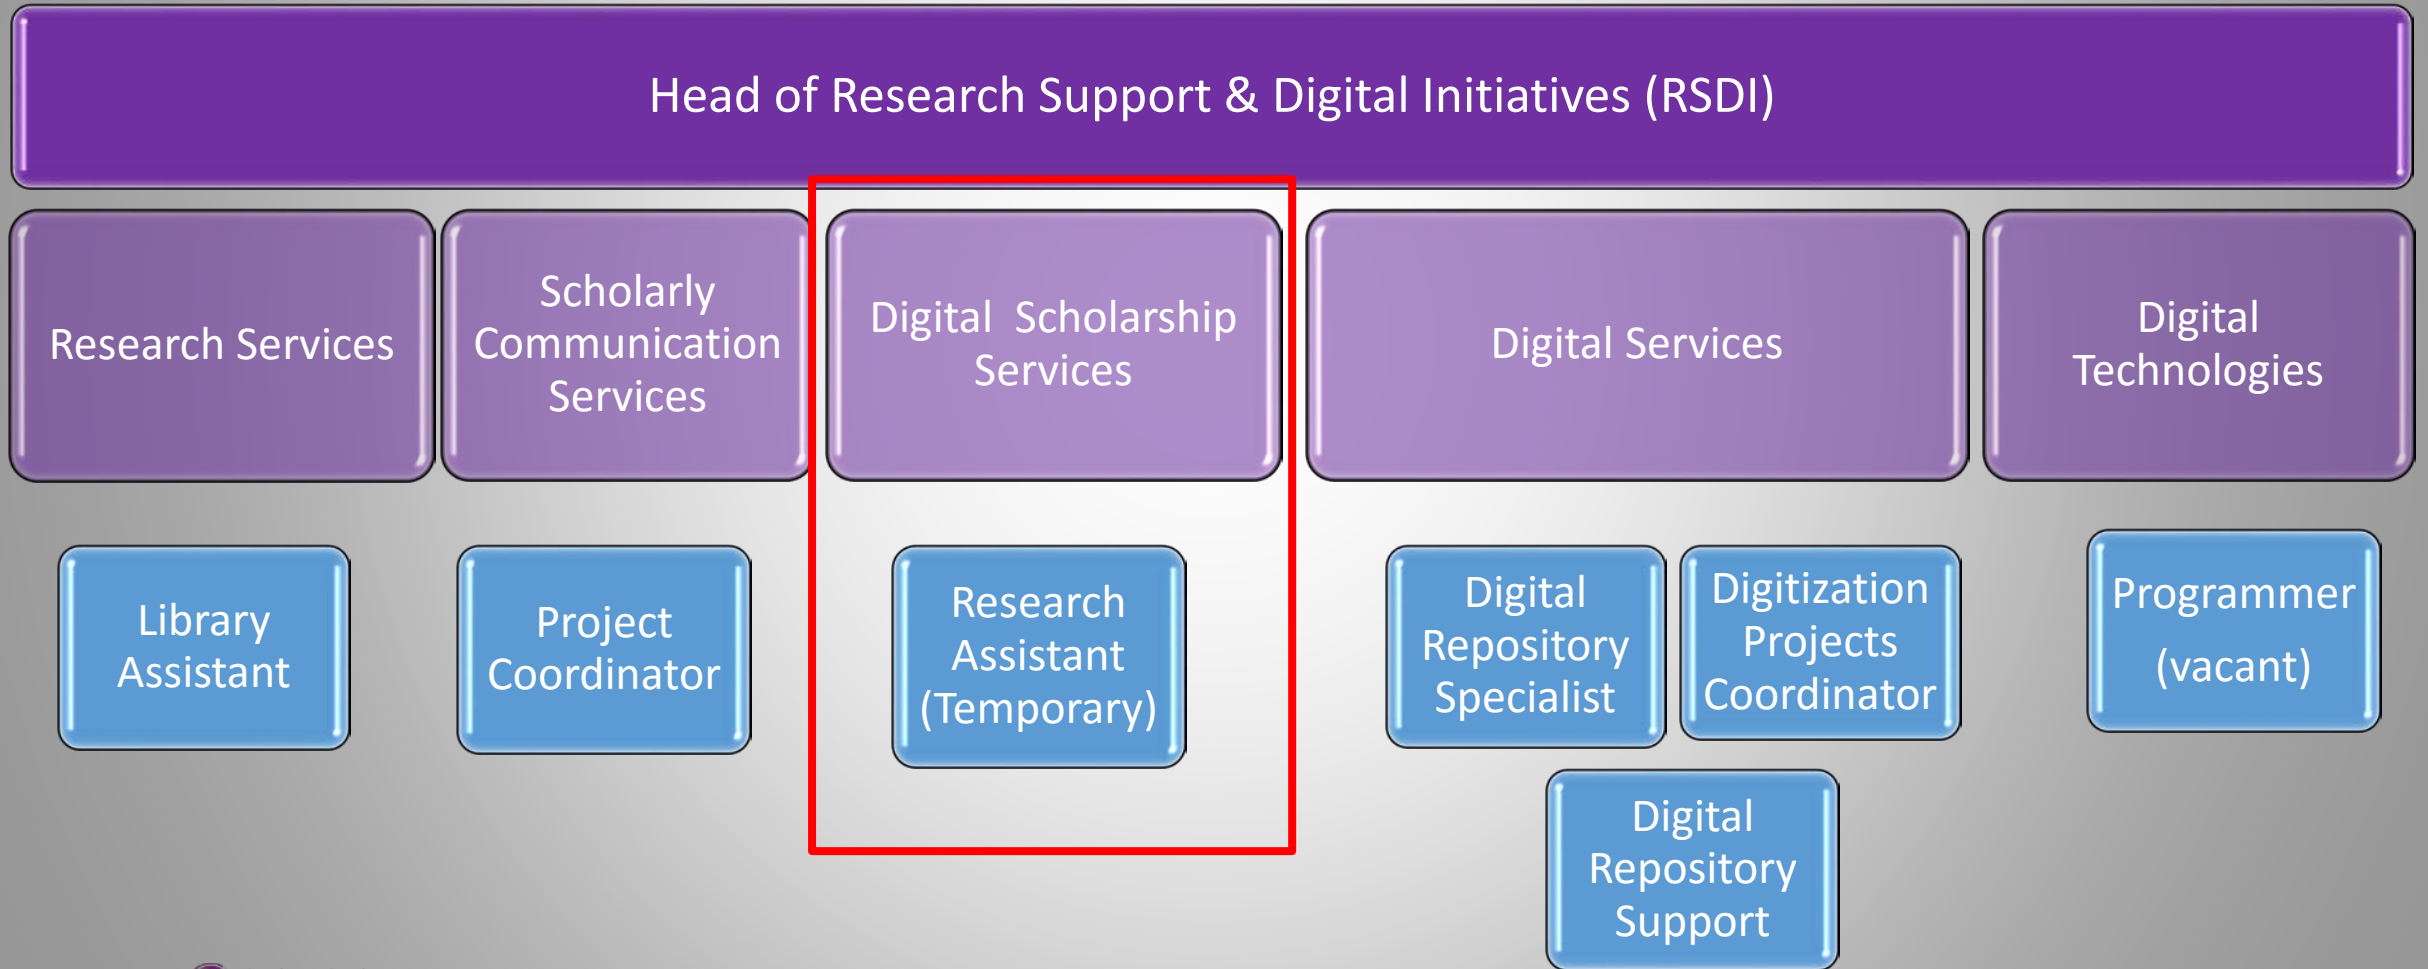 Head of Research Support & Digital Initiatives (RSDI)
Research Services
Scholarly
Communication
Services
Digital  Scholarship
Services
Digital Services
Digital
Technologies
Library
Assistant
Project
Coordinator
Research
Assistant
(Temporary)
Digital
Repository
Specialist
Digitization
Projects
Coordinator
Digital
Repository
Support
Programmer
(vacant)